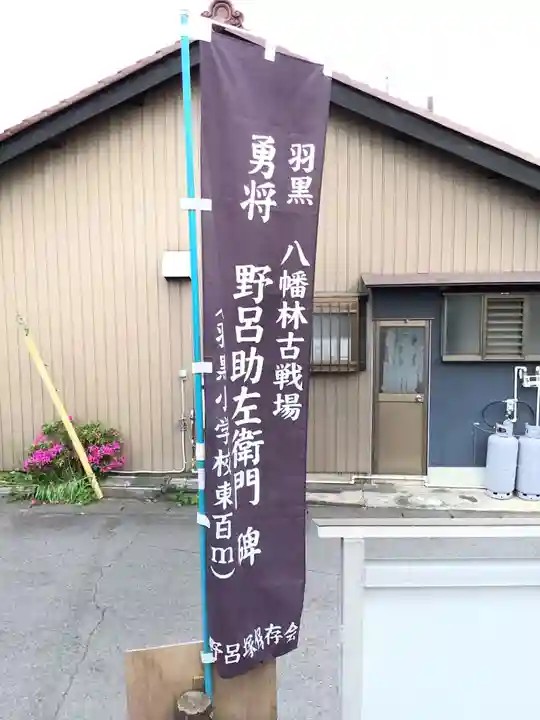 羽黒 八幡林古戦場
勇将 野呂助左衛門 碑
(羽黒小学校東百m)
野呂塚保存会